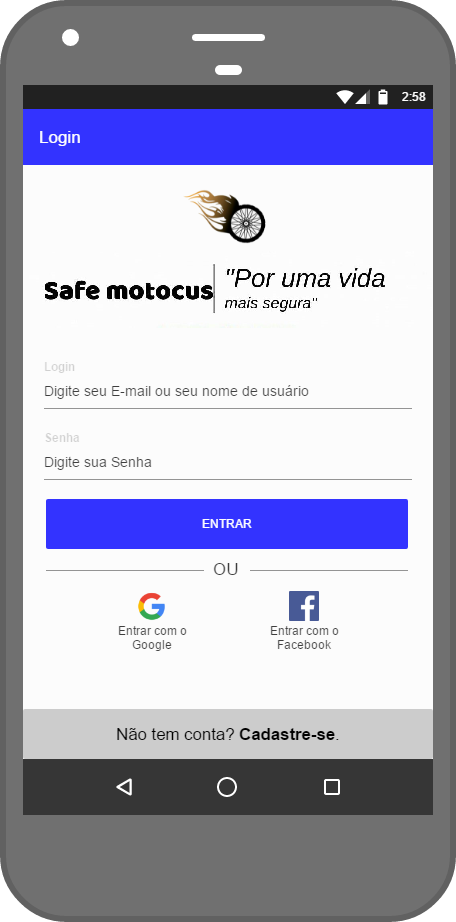 2:58
Login
Safe motocus
"Por uma vida
mais segura"
Login
Digite seu E-mail ou seu nome de usuário
Senha
Digite sua Senha
ENTRAR
OU
Entrar com o
Google
Entrar com o
Facebook
Não tem conta? Cadastre-se.